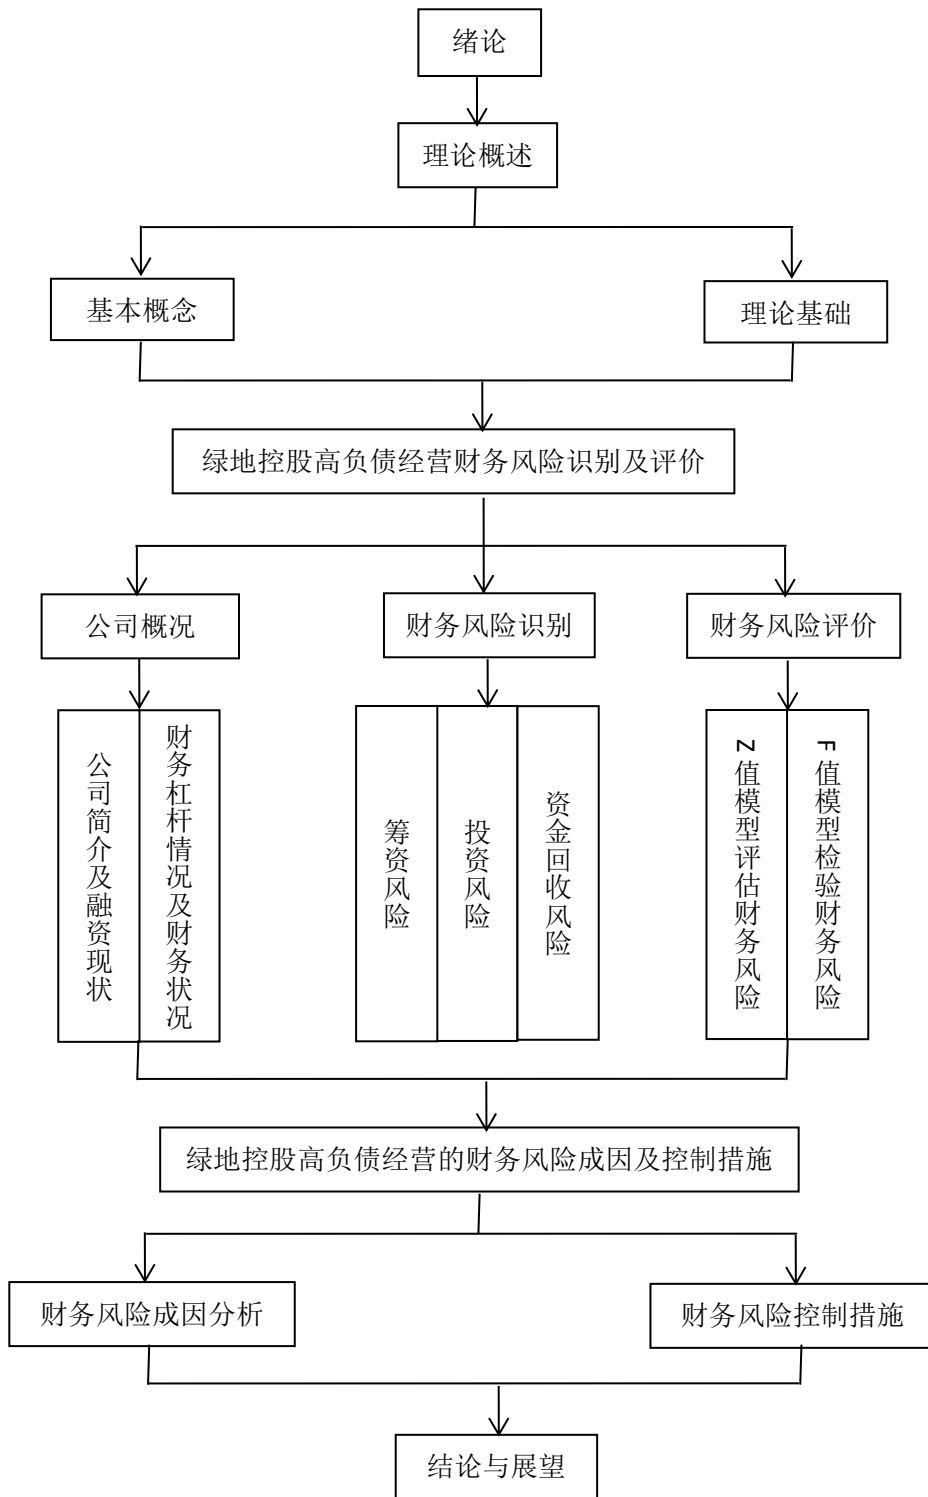 绪论
理论概述
基本概念
理论基础
绿地控股高负债经营财务风险识别及评价
公司概况
财务风险识别
财务风险评价
公司简介及融资现状
财务杠杆情况及财务状况
筹资风险
投资风险
资金回收风险
Z值模型评估财务风险
F值模型检验财务风险
绿地控股高负债经营的财务风险成因及控制措施
财务风险成因分析
财务风险控制措施
结论与展望